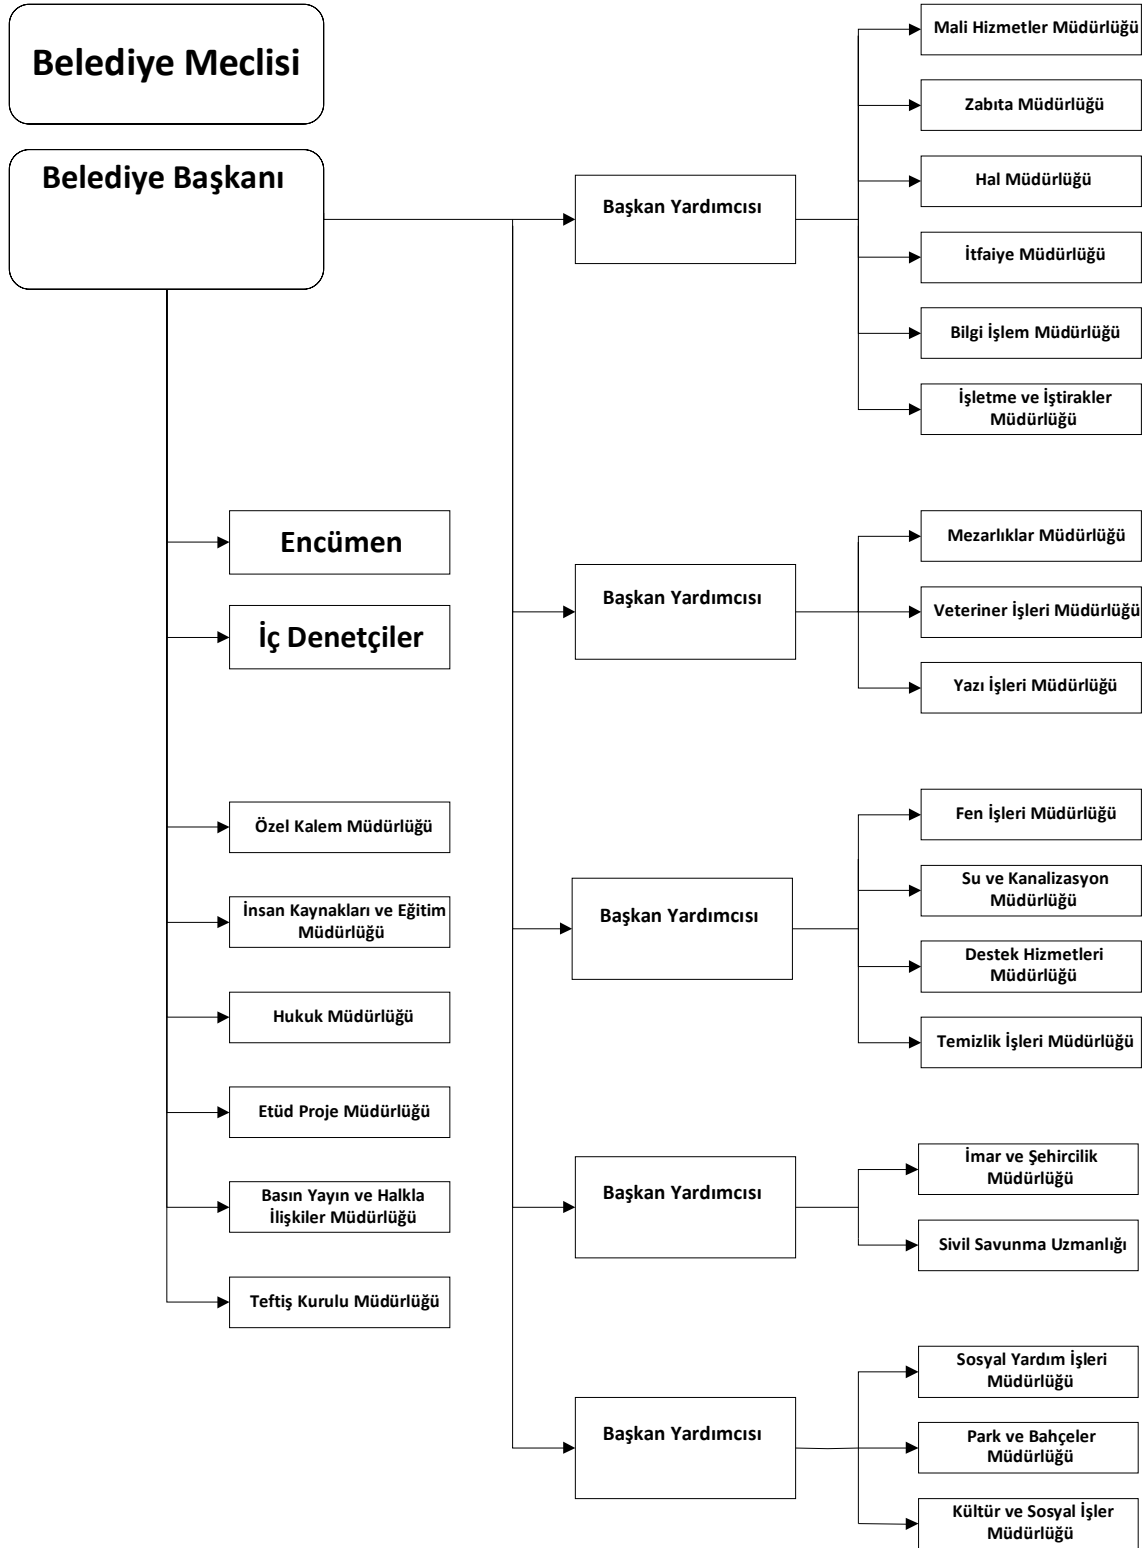 Belediye Meclisi
Belediye Başkanı
Encümen
İç Denetçiler
Özel Kalem Müdürlüğü
İnsan Kaynakları ve Eğitim
Müdürlüğü
Hukuk Müdürlüğü
Etüd Proje Müdürlüğü
Basın Yayın ve Halkla
İlişkiler Müdürlüğü
Teftiş Kurulu Müdürlüğü
Başkan Yardımcısı
Mali Hizmetler Müdürlüğü
Zabıta Müdürlüğü
Hal Müdürlüğü
İtfaiye Müdürlüğü
Bilgi İşlem Müdürlüğü
İşletme ve İştirakler
Müdürlüğü
Başkan Yardımcısı
Mezarlıklar Müdürlüğü
Veteriner İşleri Müdürlüğü
Yazı İşleri Müdürlüğü
Başkan Yardımcısı
Fen İşleri Müdürlüğü
Su ve Kanalizasyon
Müdürlüğü
Destek Hizmetleri
Müdürlüğü
Temizlik İşleri Müdürlüğü
Başkan Yardımcısı
İmar ve Şehircilik
Müdürlüğü
Sivil Savunma Uzmanlığı
Başkan Yardımcısı
Sosyal Yardım İşleri
Müdürlüğü
Park ve Bahçeler
Müdürlüğü
Kültür ve Sosyal İşler
Müdürlüğü